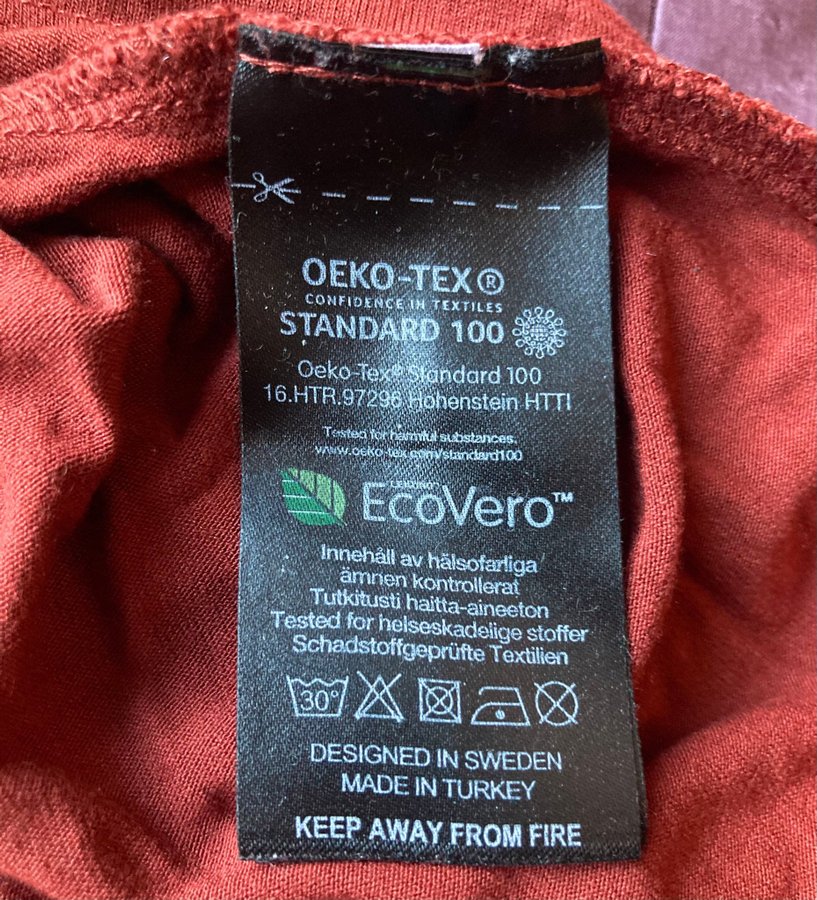 OEKO-TEX®
CONFIDENCE IN TEXTILES
STANDARD 100
Oeko-Tex® Standard 100
16.HTR.97296 Hohenstein HTTI
Tested for harmful substances.
www.oeko-tex.com/standard100
LENZING
EcoVero™
Innehåll av hälsofarliga
ämnen kontrollerat
Tutkitusti haitta-aineeton
Tested for helseskadelige stoffer
Schadstoffgeprüfte Textilien
30°
DESIGNED IN SWEDEN
MADE IN TURKEY
KEEP AWAY FROM FIRE